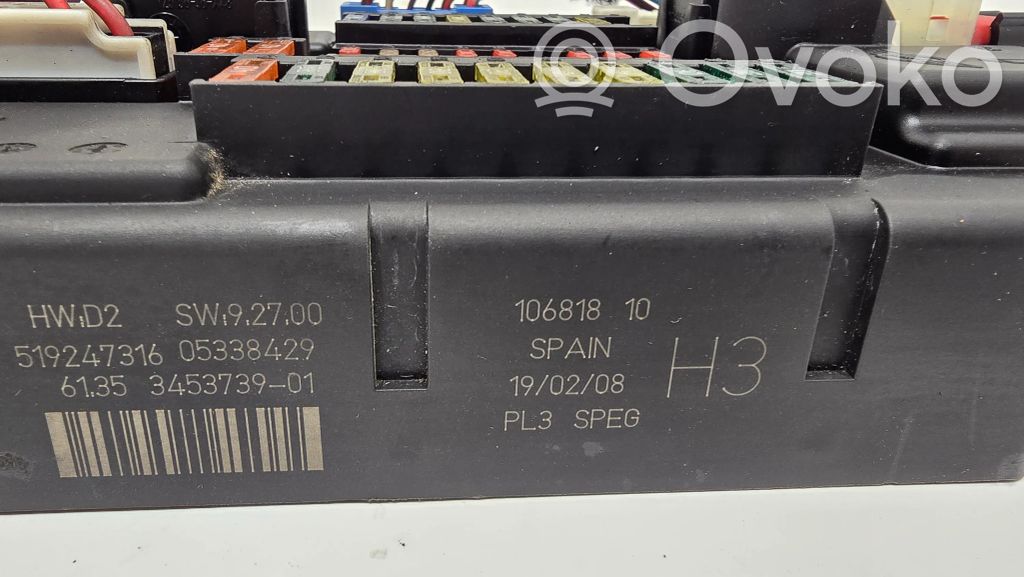 Ovoko
HW:D2 SW:9.27.00
519247316 05338429
61.35 3453739-01
106818 10
SPAIN
19/02/08
PL3 SPEG
H3